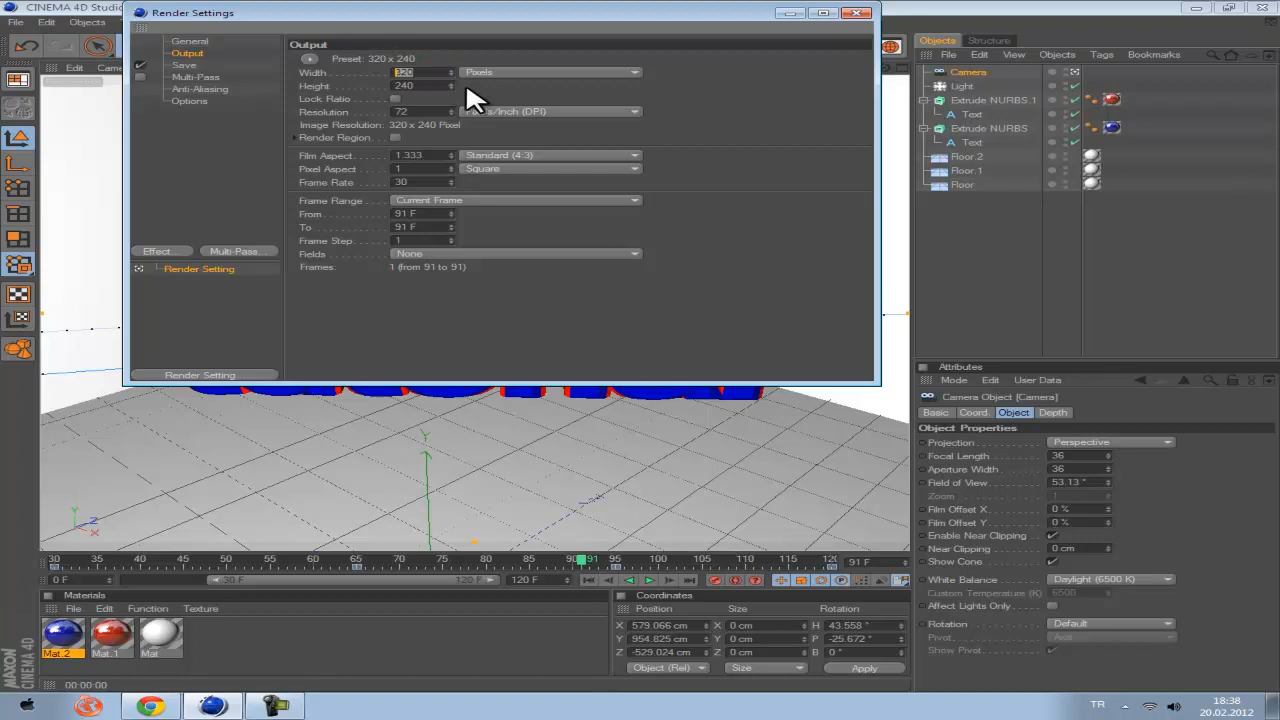 CINEMA 4D Studio
File Edit Object
Edit Came
Render Settings
General
Output
Save
Multi-Pass
Anti-Aliasing
Options
Effect... Multi-Pass...
Render Setting
Render Setting
Output
Preset: 320 x 240
Width 320 Pixels
Height 240
Lock Ratio
Resolution 72 /Inch (DPI)
Image Resolution: 320 x 240 Pixel
Render Region
Film Aspect 1.333 Standard (4:3)
Pixel Aspect 1 Square
Frame Rate 30
Frame Range Current Frame
From 91 F
To 91 F
Frame Step 1
Fields None
Frames: 1 (from 91 to 91)
Objects Structure
File Edit View Objects Tags Bookmarks
Camera
Light
Extrude NURBS.1
A Text
Extrude NURBS
A Text
Floor.2
Floor.1
Floor
Attributes
Mode Edit User Data
Camera Object [Camera]
Basic Coord. Object Depth
Object Properties
Projection Perspective
Focal Length 36
Aperture Width 36
Field of View 53.13 °
Zoom 1
Film Offset X 0 %
Film Offset Y 0 %
Enable Near Clipping
Near Clipping 0 cm
Show Cone
White Balance Daylight (6500 K)
Custom Temperature (K) 6500
Affect Lights Only
Rotation Default
Pivot Axis
Show Pivot
Y
Z
X
Y
30 35 40 45 50 55 60 65 70 75 80 85 90 91 95 100 105 110 115 120 91 F
0 F 30 F 120 F 120 F
Materials
File Edit Function Texture
Mat.2 Mat.1 Mat
Coordinates
Position Size Rotation
X 579.066 cm X 0 cm H 43.558 °
Y 954.825 cm Y 0 cm P -25.672 °
Z -529.024 cm Z 0 cm B 0 °
Object (Rel) Size Apply
MAXON CINEMA 4D
00:00:00
TR
18:38
20.02.2012